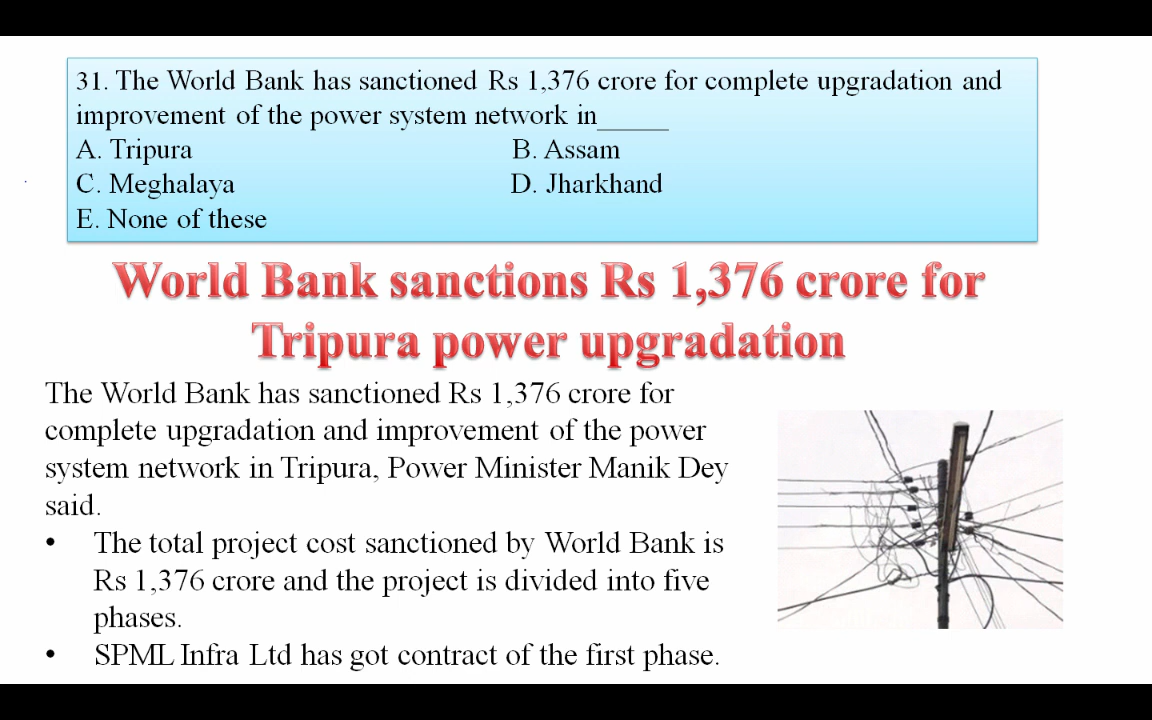 31. The World Bank has sanctioned Rs 1,376 crore for complete upgradation and
improvement of the power system network in_____
A. Tripura B. Assam
C. Meghalaya D. Jharkhand
E. None of these
World Bank sanctions Rs 1,376 crore for
Tripura power upgradation
The World Bank has sanctioned Rs 1,376 crore for
complete upgradation and improvement of the power
system network in Tripura, Power Minister Manik Dey
said.
• The total project cost sanctioned by World Bank is
Rs 1,376 crore and the project is divided into five
phases.
• SPML Infra Ltd has got contract of the first phase.